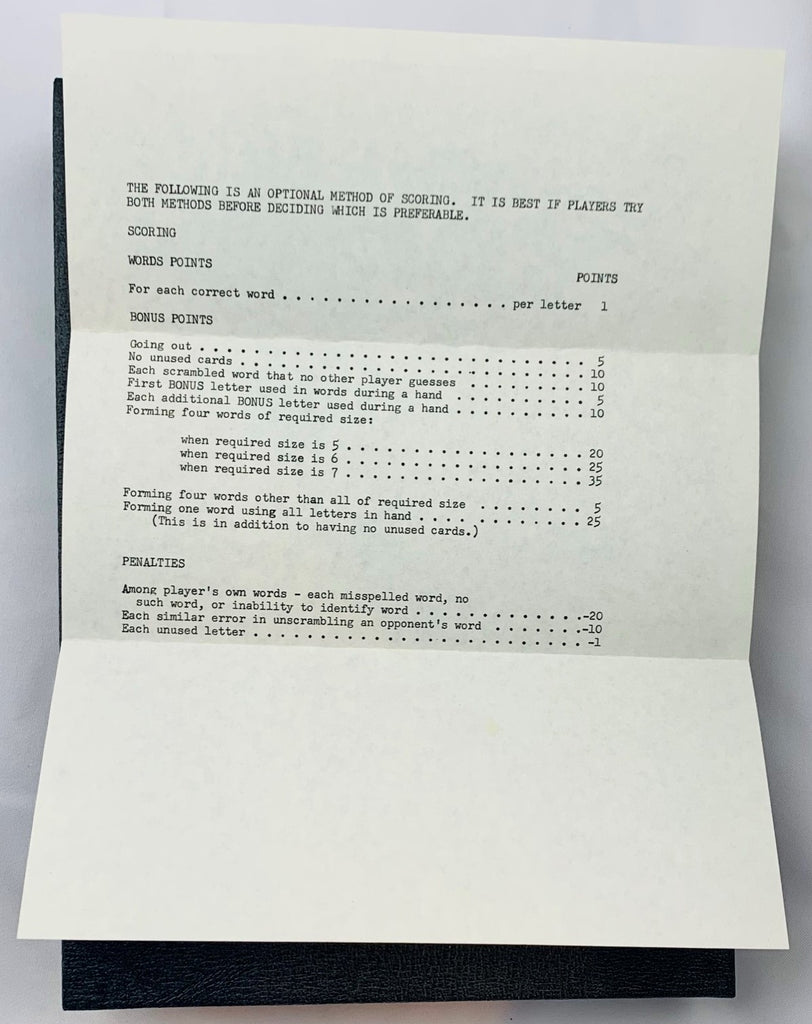 THE FOLLOWING IS AN OPTIONAL METHOD OF SCORING. IT IS BEST IF PLAYERS TRY
BOTH METHODS BEFORE DECIDING WHICH IS PREFERABLE.
SCORING
WORDS POINTS
POINTS
For each correct word . . . . . . . . . . . . . . . . . per letter 1
BONUS POINTS
Going out . . . . . . . . . . . . . . . . . . . . . . . . . . . . . 5
No unused cards . . . . . . . . . . . . . . . . . . . . . . . . . . 10
Each scrambled word that no other player guesses . . . . . . . . . 10
First BONUS letter used in words during a hand . . . . . . . . . . 5
Each additional BONUS letter used during a hand . . . . . . . . . . 10
Forming four words of required size:
when required size is 5 . . . . . . . . . . . . . . . . . . 20
when required size is 6 . . . . . . . . . . . . . . . . . . 25
when required size is 7 . . . . . . . . . . . . . . . . . . 35
Forming four words other than all of required size . . . . . . . . 5
Forming one word using all letters in hand . . . . . . . . . . . . 25
(This is in addition to having no unused cards.)
PENALTIES
Among player's own words - each misspelled word, no
such word, or inability to identify word . . . . . . . . . . . . .-20
Each similar error in unscrambling an opponent's word . . . . . . .-10
Each unused letter . . . . . . . . . . . . . . . . . . . . . . . . . -1